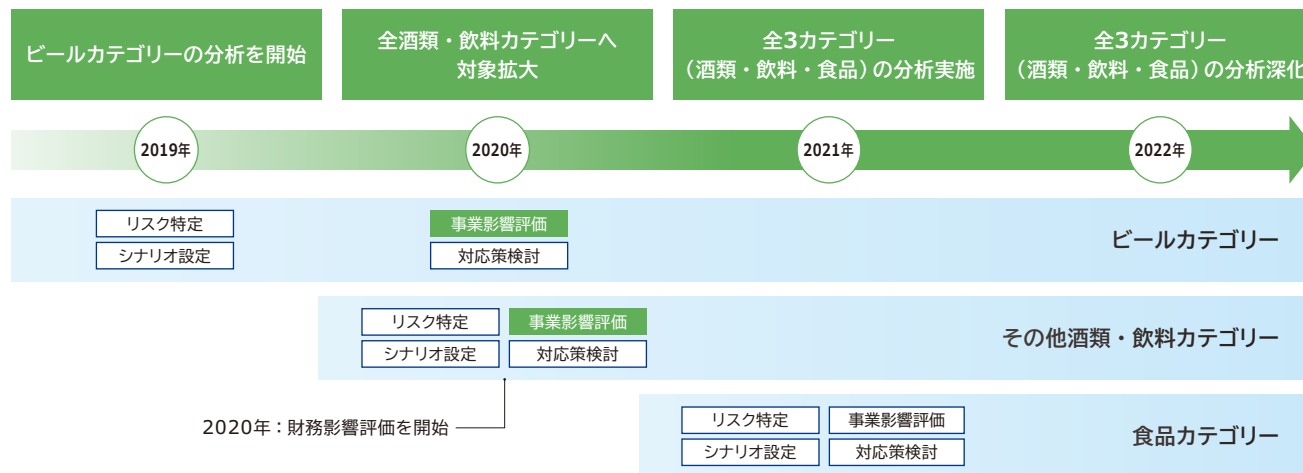 ビールカテゴリーの分析を開始
全酒類・飲料カテゴリーへ
対象拡大
全3カテゴリー
（酒類・飲料・食品）の分析実施
全3カテゴリー
（酒類・飲料・食品）の分析深化
2019年
2020年
2021年
2022年
リスク特定
シナリオ設定
事業影響評価
対応策検討
ビールカテゴリー
リスク特定
シナリオ設定
事業影響評価
対応策検討
その他酒類・飲料カテゴリー
2020年：財務影響評価を開始
リスク特定
シナリオ設定
事業影響評価
対応策検討
食品カテゴリー